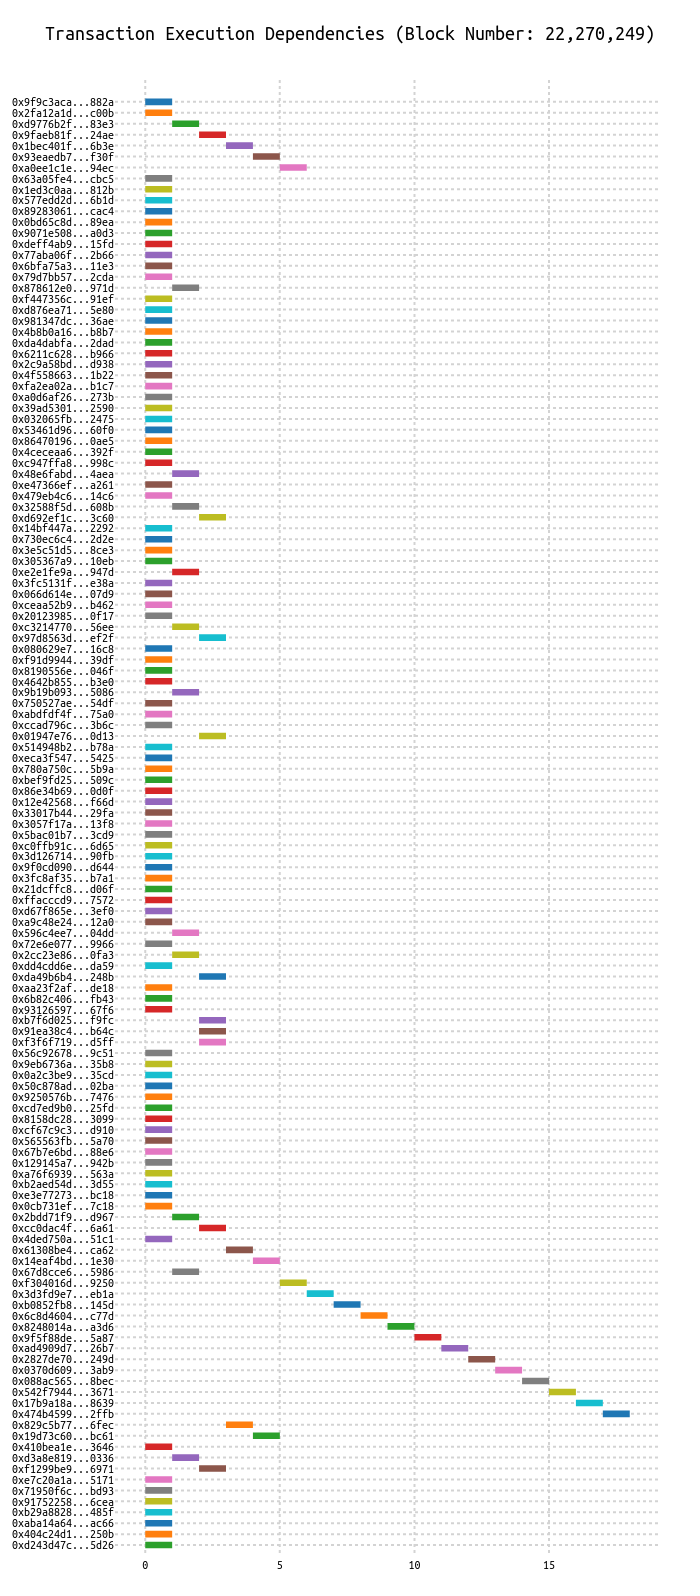 Transaction Execution Dependencies (Block Number: 22,270,249)
0x9f9c3aca...882a
0x2fa12a1d...c00b
0xd9776b2f...83e3
0x9faeb81f...24ae
0x1bec401f...6b3e
0x93eaedb7...f30f
0xa0ee1c1e...94ec
0x63a05fe4...cbc5
0x1ed3c0aa...812b
0x577edd2d...6b1d
0x89283061...cac4
0x0bd65c8d...89ea
0x9071e508...a0d3
0xdeff4ab9...15fd
0x77aba06f...2b66
0x6bfa75a3...11e3
0x79d7bb57...2cda
0x878612e0...971d
0xf447356c...91ef
0xd876ea71...5e80
0x981347dc...36ae
0x4b8b0a16...b8b7
0xda4dabfa...2dad
0x6211c628...b966
0x2c9a58bd...d938
0x4f558663...1b22
0xfa2ea02a...b1c7
0xa0d6af26...273b
0x39ad5301...2590
0x032065fb...2475
0x53461d96...60f0
0x86470196...0ae5
0x4ceceaa6...392f
0xc947ffa8...998c
0x48e6fabd...4aea
0xe47366ef...a261
0x479eb4c6...14c6
0x32588f5d...608b
0xd692ef1c...3c60
0x14bf447a...2292
0x730ec6c4...2d2e
0x3e5c51d5...8ce3
0x305367a9...10eb
0xe2e1fe9a...947d
0x3fc5131f...e38a
0x066d614e...07d9
0xceaa52b9...b462
0x20123985...0f17
0xc3214770...56ee
0x97d8563d...ef2f
0x080629e7...16c8
0xf91d9944...39df
0x8190556e...046f
0x4642b855...b3e0
0x9b19b093...5086
0x750527ae...54df
0xabdfdf4f...75a0
0xccad796c...3b6c
0x01947e76...0d13
0x514948b2...b78a
0xeca3f547...5425
0x780a750c...5b9a
0xbef9fd25...509c
0x86e34b69...0d0f
0x12e42568...f66d
0x33017b44...29fa
0x3057f17a...13f8
0x5bac01b7...3cd9
0xc0ffb91c...6d65
0x3d126714...90fb
0x9f0cd090...d644
0x3fc8af35...b7a1
0x21dcffc8...d06f
0xffacccd9...7572
0xd67f865e...3ef0
0xa9c48e24...12a0
0x596c4ee7...04dd
0x72e6e077...9966
0x2cc23e86...0fa3
0xdd4cdd6e...da59
0xda49b6b4...248b
0xaa23f2af...de18
0x6b82c406...fb43
0x93126597...67f6
0xb7f6d025...f9fc
0x91ea38c4...b64c
0xf3f6f719...d5ff
0x56c92678...9c51
0x9eb6736a...35b8
0x0a2c3be9...35cd
0x50c878ad...02ba
0x9250576b...7476
0xcd7ed9b0...25fd
0x8158dc28...3099
0xcf67c9c3...d910
0x565563fb...5a70
0x67b7e6bd...88e6
0x129145a7...942b
0xa76f6939...563a
0xb2aed54d...3d55
0xe3e77273...bc18
0x0cb731ef...7c18
0x2bdd71f9...d967
0xcc0dac4f...6a61
0x4ded750a...51c1
0x61308be4...ca62
0x14eaf4bd...1e30
0x67d8cce6...5986
0xf304016d...9250
0x3d3fd9e7...eb1a
0xb0852fb8...145d
0x6c8d4604...c77d
0x8248014a...a3d6
0x9f5f88de...5a87
0xad4909d7...26b7
0x2827de70...249d
0x0370d609...3ab9
0x088ac565...8bec
0x542f7944...3671
0x17b9a18a...8639
0x474b4599...2ffb
0x829c5b77...6fec
0x19d73c60...bc61
0x410bea1e...3646
0xd3a8e819...0336
0xf1299be9...6971
0xe7c20a1a...5171
0x71950f6c...bd93
0x91752258...6cea
0xb29a8828...485f
0xaba14a64...ac66
0x404c24d1...250b
0xd243d47c...5d26
0 5 10 15